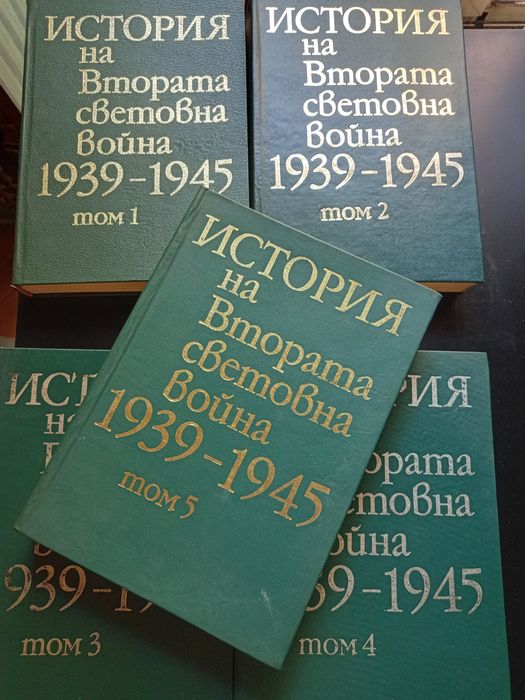 ИСТОРИЯ
на
Втората
световна
война
1939-1945
том 1
ИСТОРИЯ
на
Втората
световна
война
1939-1945
том 2
ИСТОРИЯ
на
Втората
световна
война
1939-1945
том 5
том 3
война
том 4